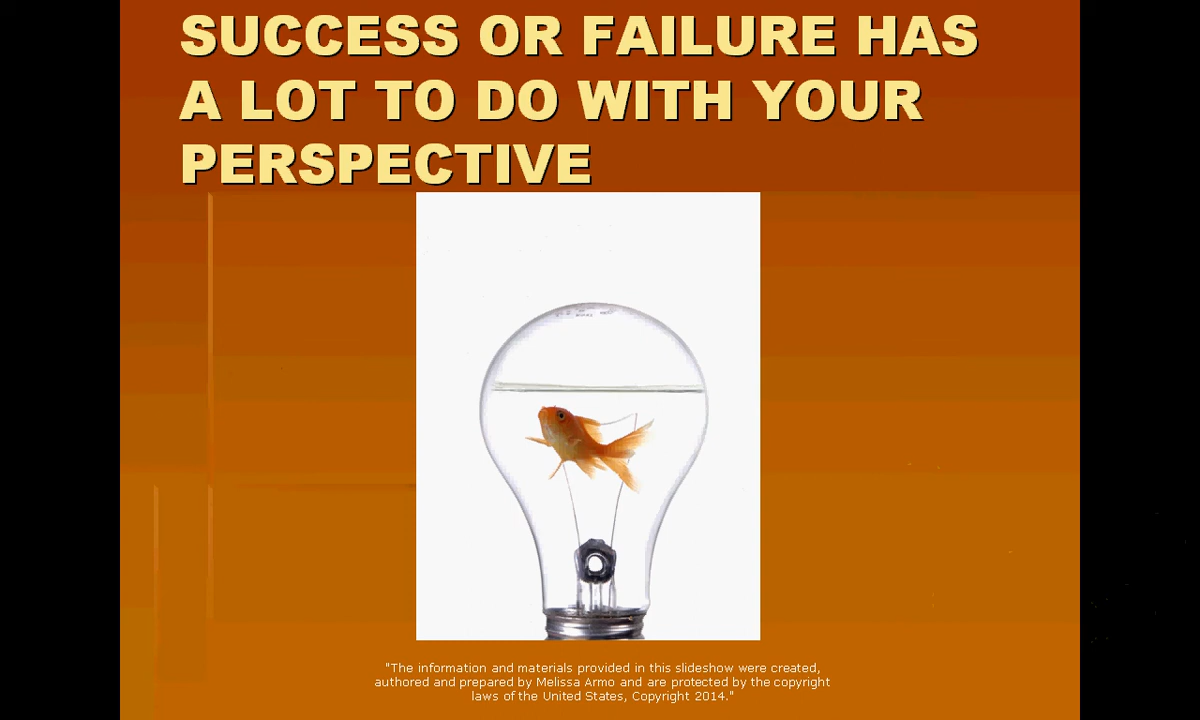 SUCCESS OR FAILURE HAS
A LOT TO DO WITH YOUR
PERSPECTIVE
"The information and materials provided in this slideshow were created,
authored and prepared by Melissa Armo and are protected by the copyright
laws of the United States, Copyright 2014."